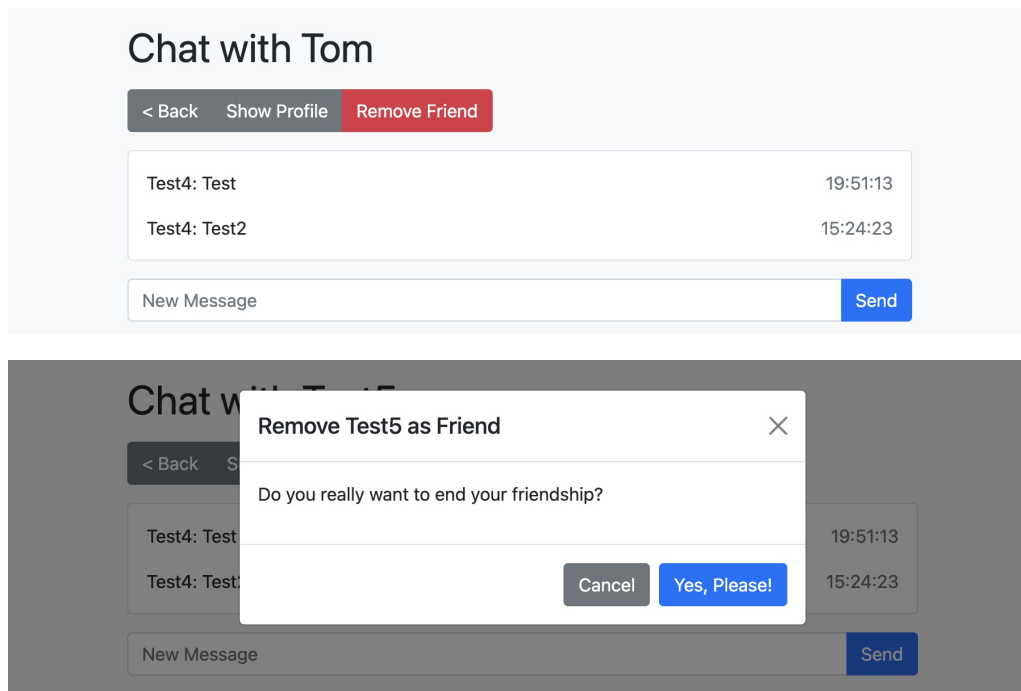 Chat with Tom
< Back Show Profile Remove Friend
Test4: Test 19:51:13
Test4: Test2 15:24:23
New Message Send
Chat w
Remove Test5 as Friend
< Back S
Do you really want to end your friendship?
Test4: Test 19:51:13
Test4: Test 15:24:23
Cancel Yes, Please!
New Message Send